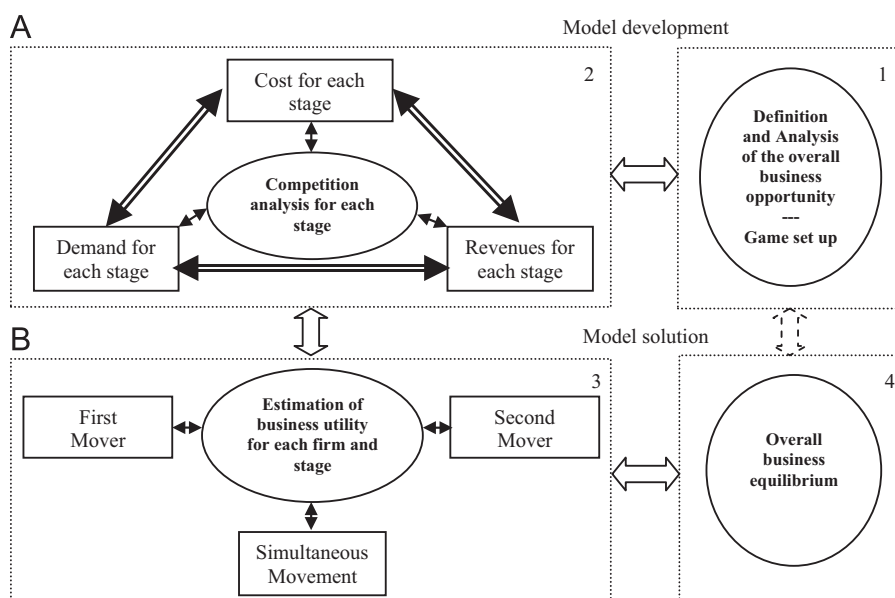 A
Model development
2
Cost for each
stage
Competition
analysis for each
stage
Demand for
each stage
Revenues for
each stage
1
Definition
and Analysis
of the overall
business
opportunity
---
Game set up
B
Model solution
3
First
Mover
Estimation of
business utility
for each firm and
stage
Second
Mover
Simultaneous
Movement
4
Overall
business
equilibrium